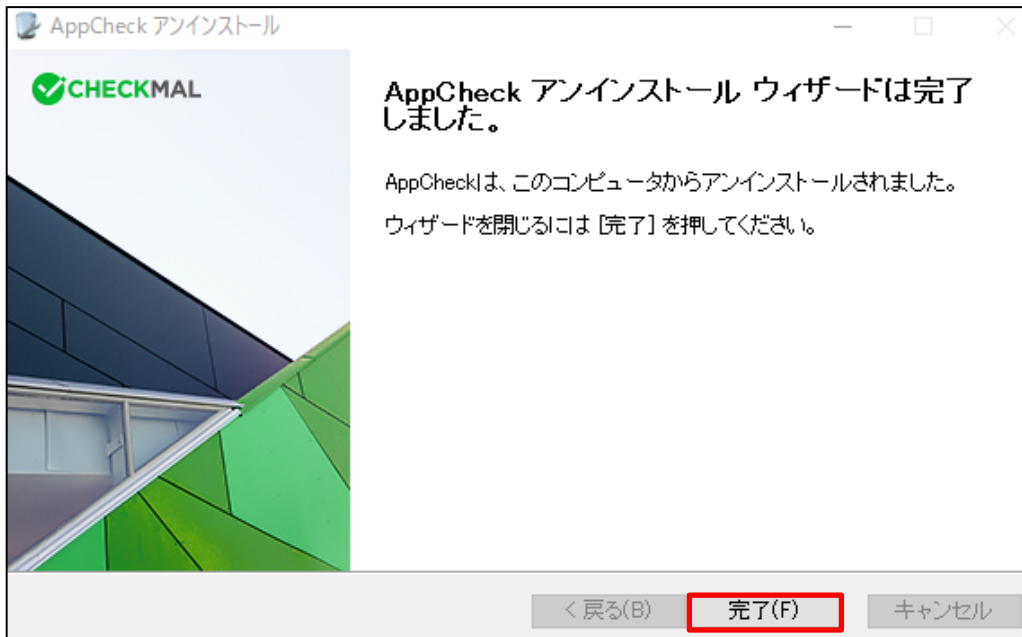 AppCheck アンインストール
CHECKMAL
AppCheck アンインストール ウィザードは完了
しました。
AppCheckは、このコンピュータからアンインストールされました。
ウィザードを閉じるには [完了] を押してください。
< 戻る(B)
完了(F)
キャンセル